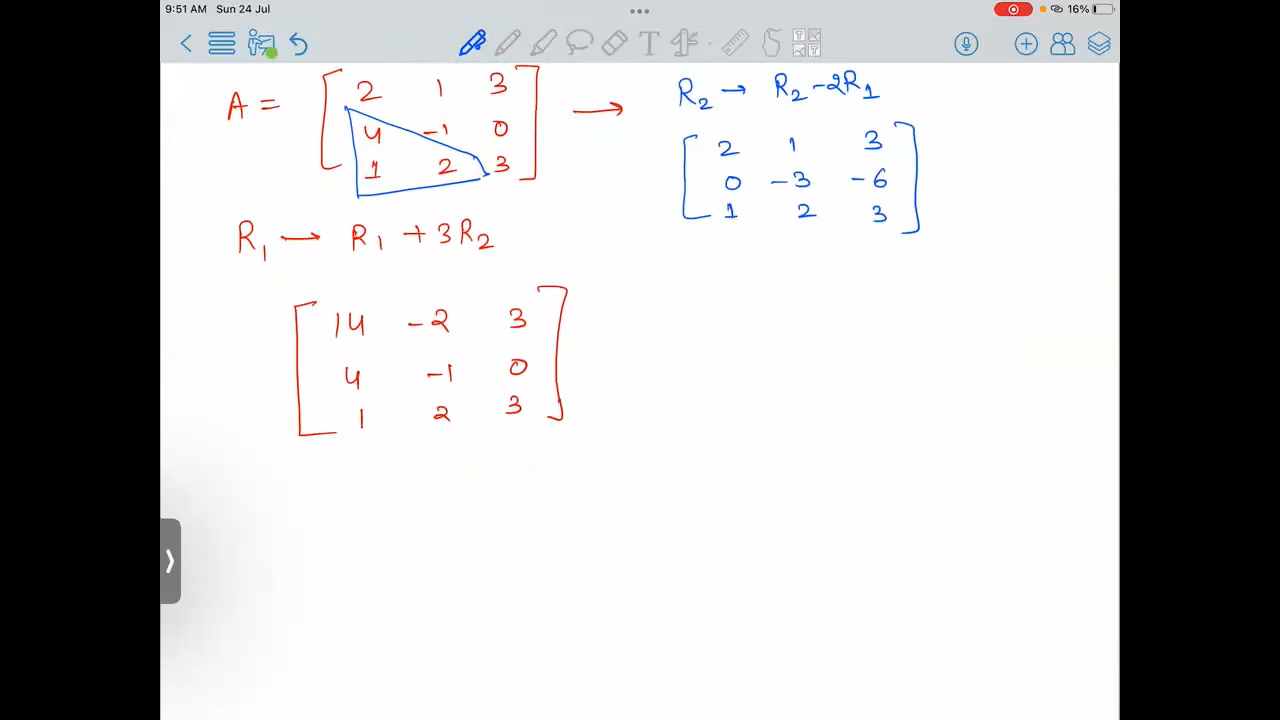 9:51 AM Sun 24 Jul
16%
A = [ 2 1 3
4 -1 0
1 2 3 ] →
R₁ → R₁ + 3R₂
[ 14 -2 3
4 -1 0
1 2 3 ]
R₂ → R₂ -2R₁
[ 2 1 3
0 -3 -6
1 2 3 ]